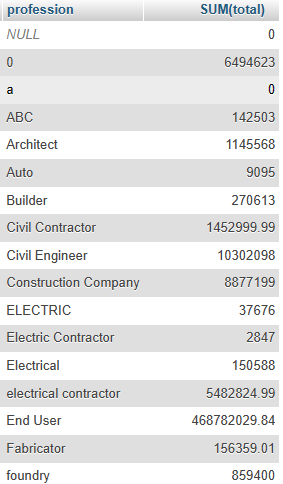 profession SUM(total)
NULL 0
0 6494623
a 0
ABC 142503
Architect 1145568
Auto 9095
Builder 270613
Civil Contractor 1452999.99
Civil Engineer 10302098
Construction Company 8877199
ELECTRIC 37676
Electric Contractor 2847
Electrical 150588
electrical contractor 5482824.99
End User 468782029.84
Fabricator 156359.01
foundry 859400